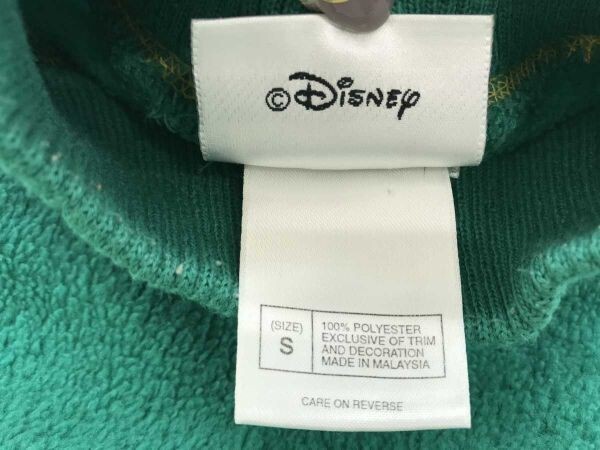 ©Disney
(SIZE)
S
100% POLYESTER
EXCLUSIVE OF TRIM
AND DECORATION
MADE IN MALAYSIA
CARE ON REVERSE